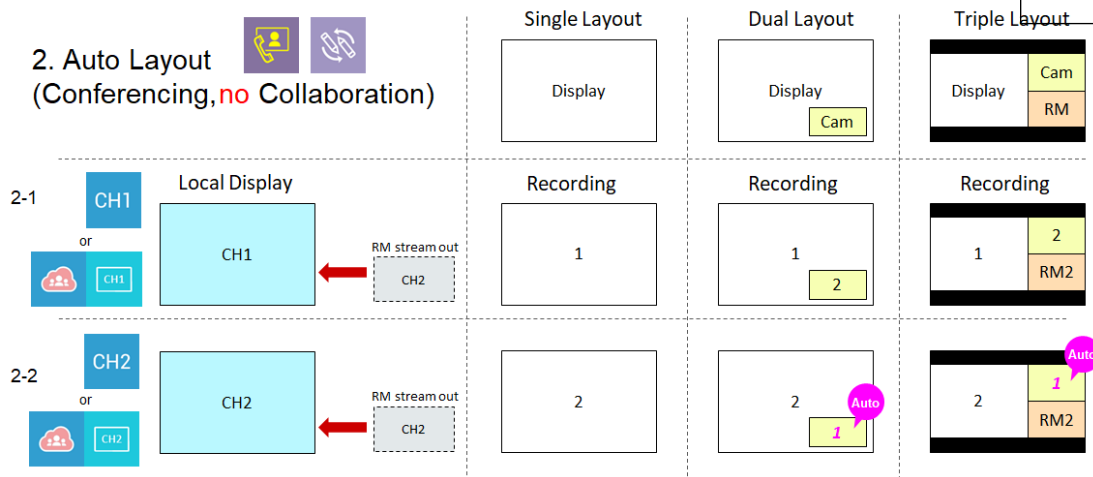 Single Layout
Dual Layout
Triple Layout
2. Auto Layout
(Conferencing,no Collaboration)
Display
Display
Cam
Display
Cam
RM
2-1
CH1
or
CH1
Local Display
CH1
RM stream out
CH2
Recording
1
Recording
1
2
Recording
1
2
RM2
2-2
CH2
or
CH2
CH2
RM stream out
CH2
2
2
Auto
1
Auto
2
1
RM2